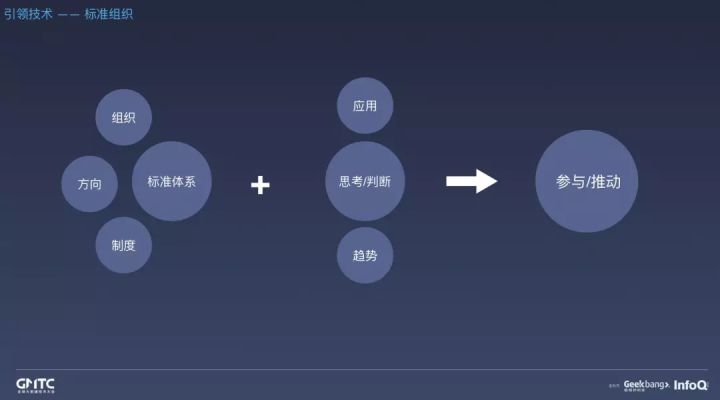 引领技术 —— 标准组织
组织
方向
标准体系
制度
+
应用
思考/判断
趋势
参与/推动
GMTC
Geekbang>.
InfoQ